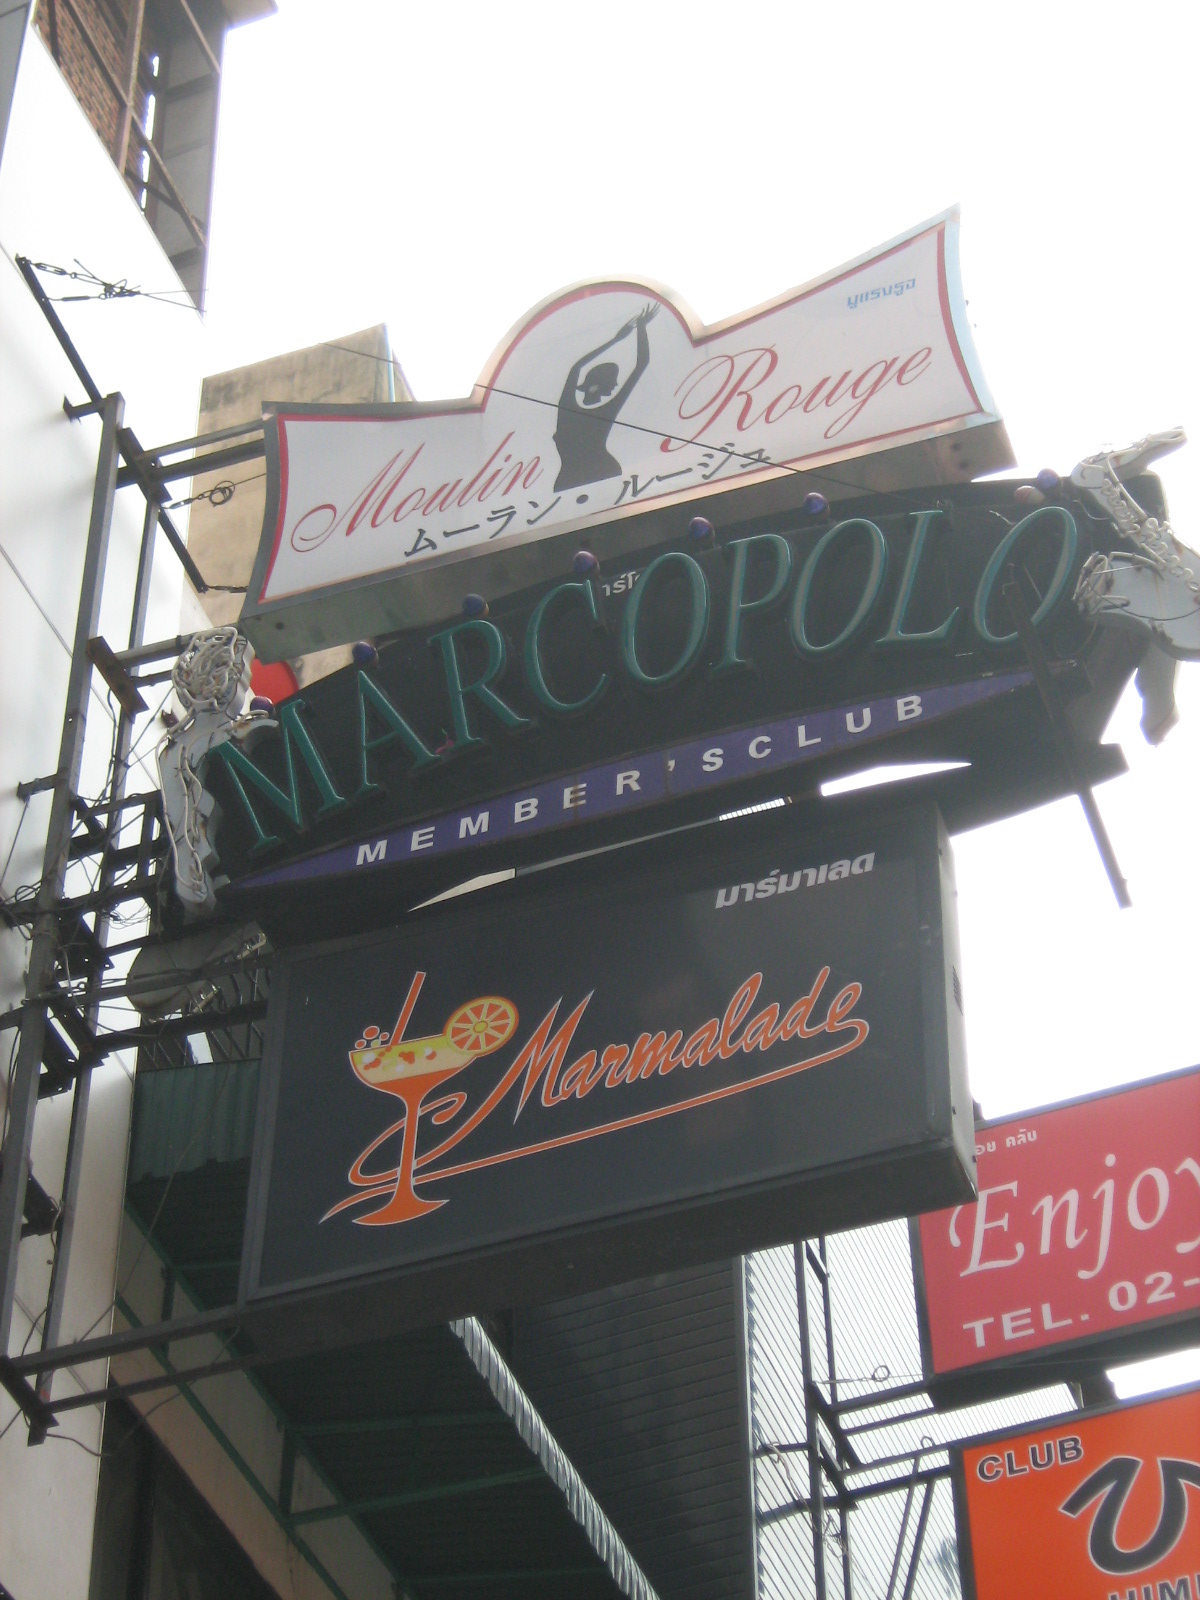 มูแรงรูจ
Moulin Rouge
ムーラン・ルージュ
MARCOPOLO
MEMBER'S CLUB
มาร์มาเลด
Marmalade
คลับ
Enjoy
TEL. 02-
CLUB